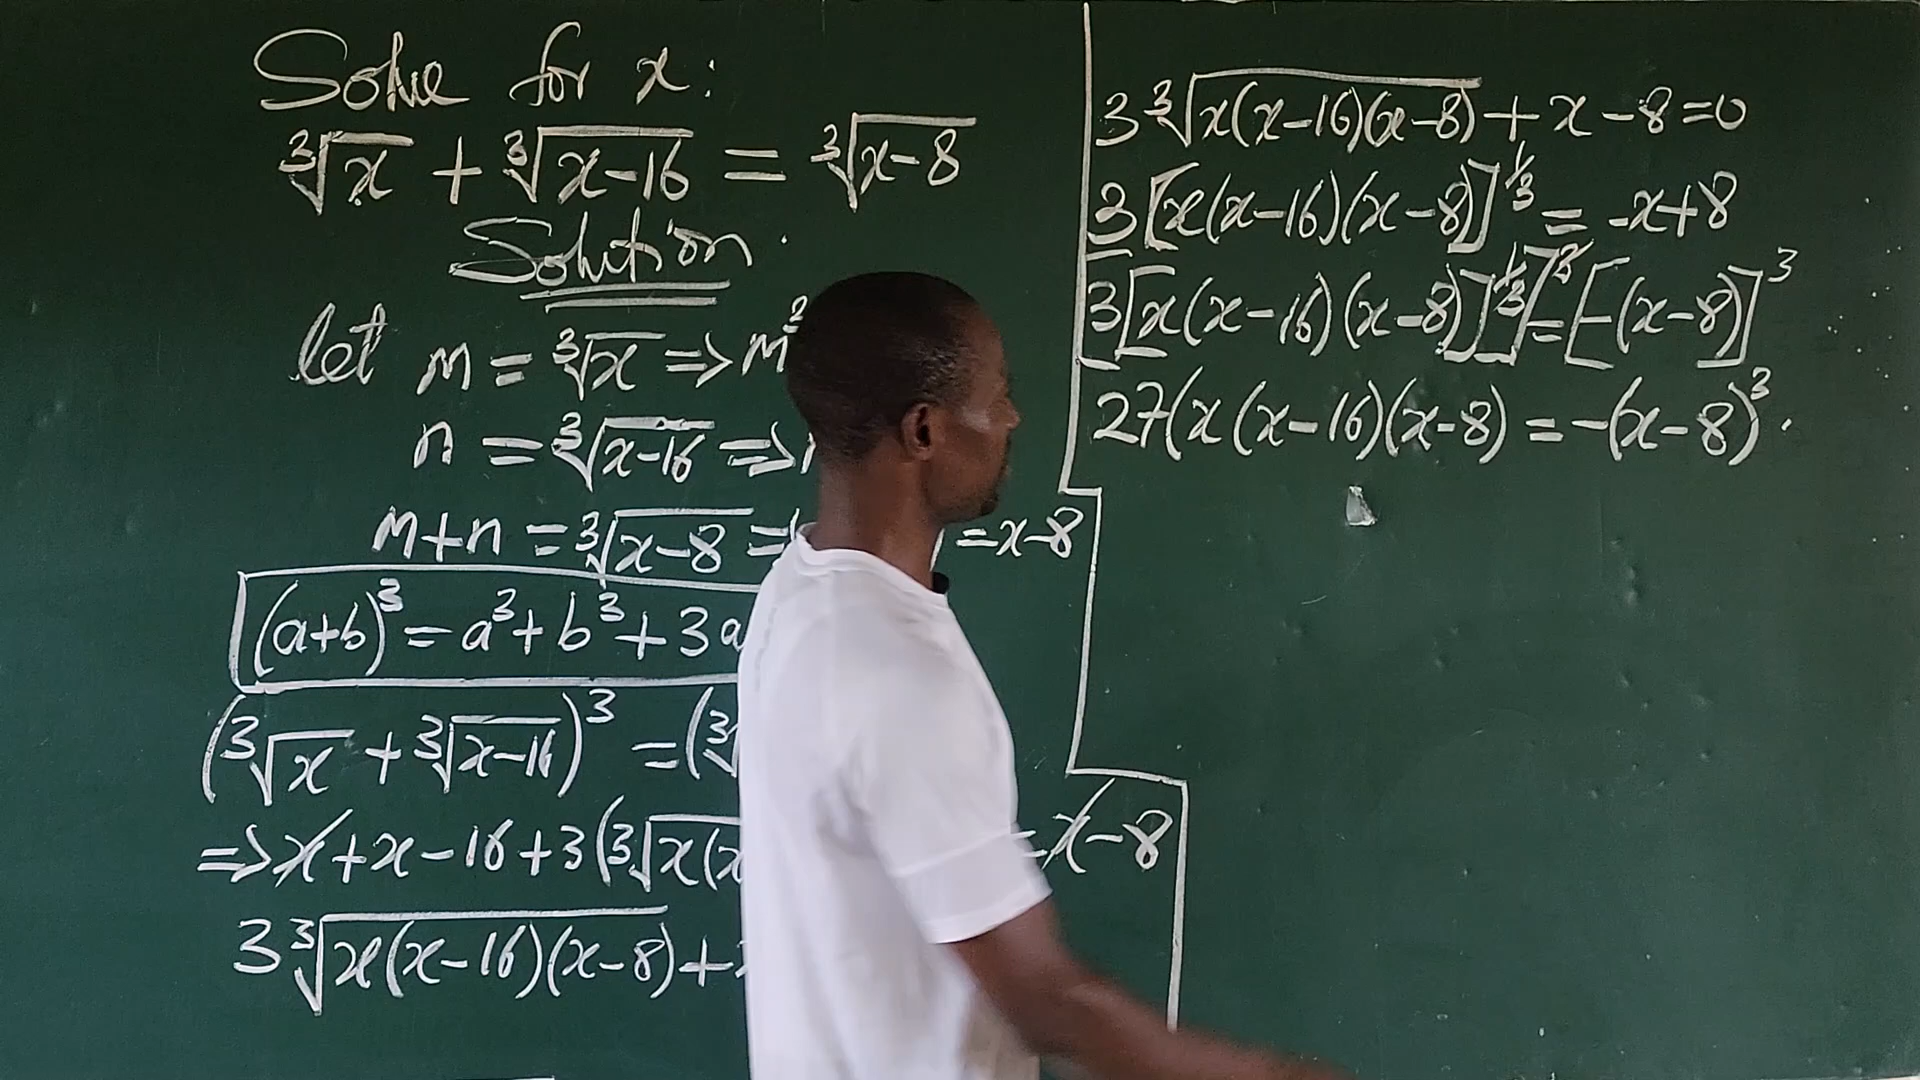 Solve for x:
∛x + ∛(x-16) = ∛(x-8)
Solution.
let m = ∛x => m
n = ∛(x-16) =>
m+n = ∛(x-8) = = x-8
(a+b)³ = a³ + b³ + 3a
(∛x + ∛(x-16))³ = (
=> x + x - 16 + 3(∛x(x - x - 8
3∛x(x-16)(x-8) +
3∛x(x-16)(x-8) + x - 8 = 0
3[x(x-16)(x-8)]^1/3 = -x+8
[3[x(x-16)(x-8)]^1/3]³ = [-(x-8)]³
27(x(x-16)(x-8) = -(x-8)³.